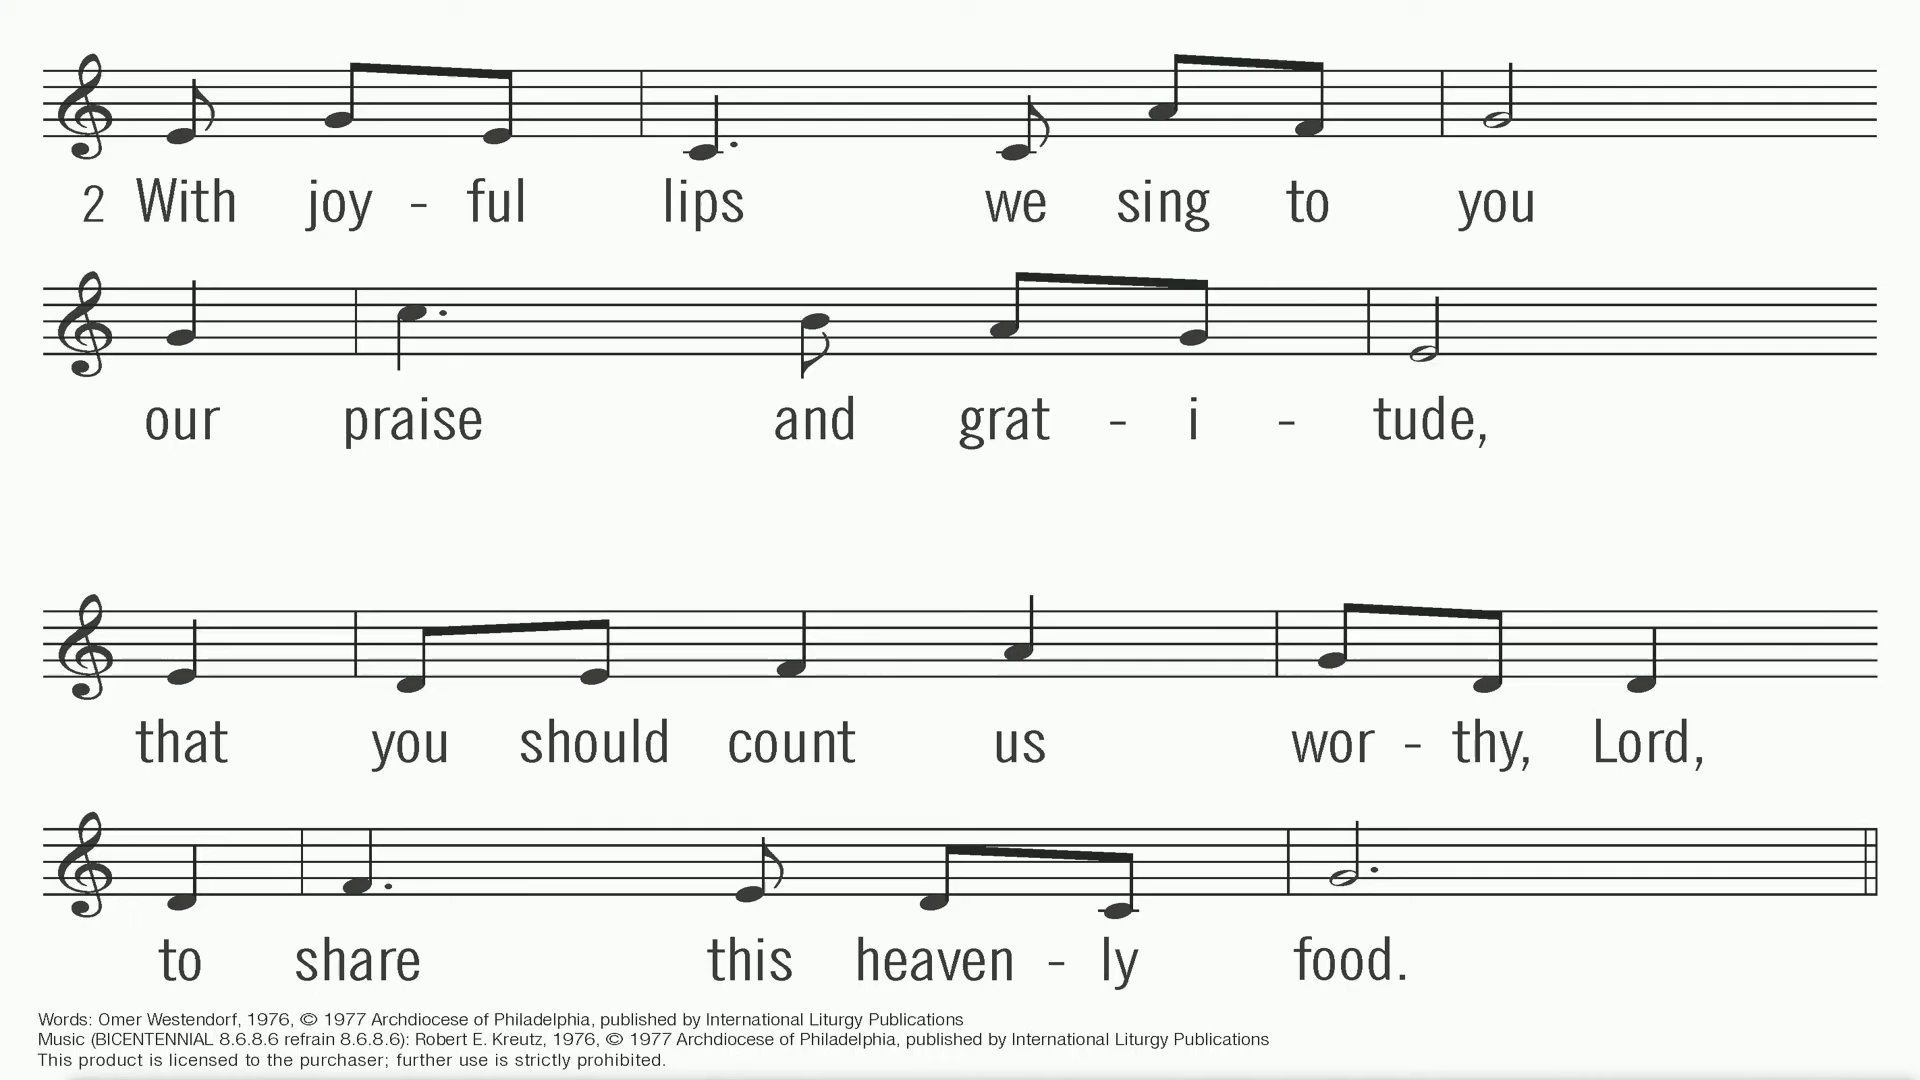 2 With joy - ful lips we sing to you
our praise and grat - i - tude,
that you should count us wor - thy, Lord,
to share this heaven - ly food.
Words: Omer Westendorf, 1976, © 1977 Archdiocese of Philadelphia, published by International Liturgy Publications
Music (BICENTENNIAL 8.6.8.6 refrain 8.6.8.6): Robert E. Kreutz, 1976, © 1977 Archdiocese of Philadelphia, published by International Liturgy Publications
This product is licensed to the purchaser; further use is strictly prohibited.